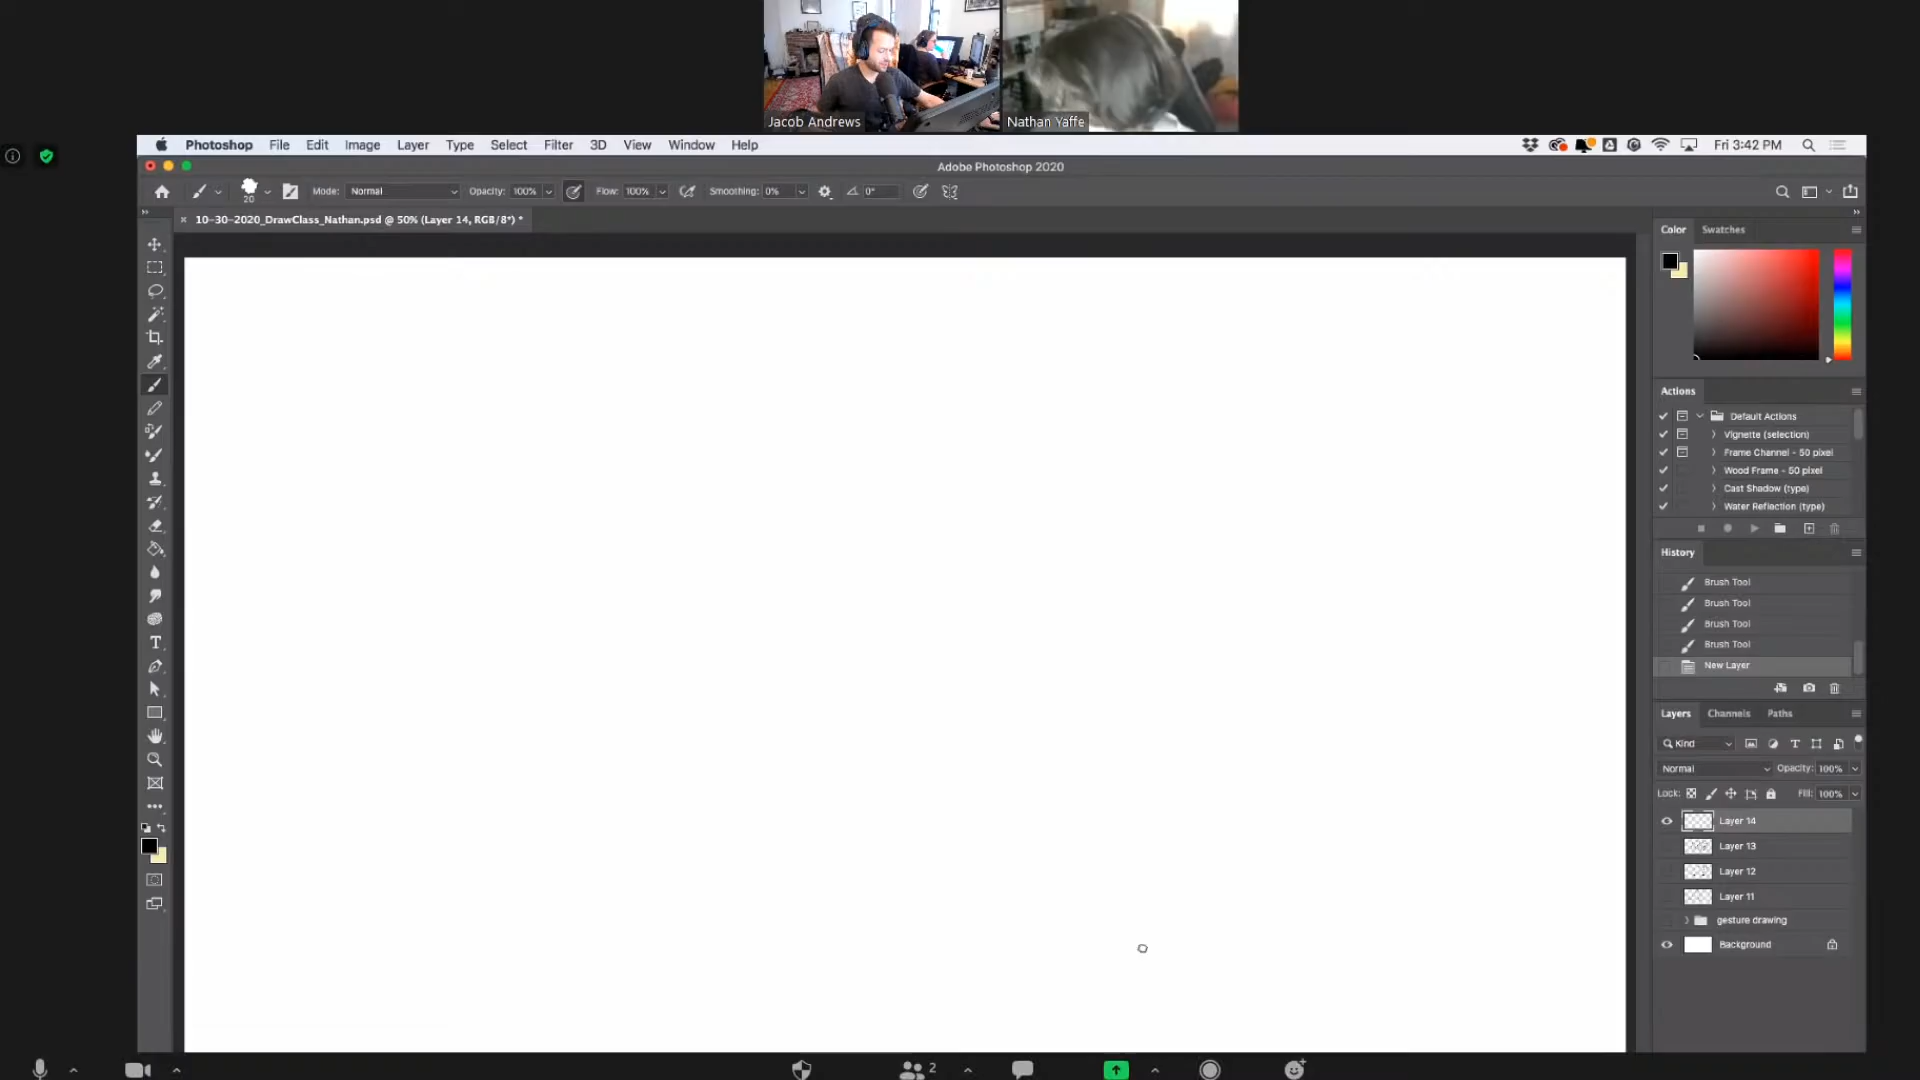 Jacob Andrews
Nathan Yaffe
Photoshop File Edit Image Layer Type Select Filter 3D View Window Help
Fri 3:42 PM
Adobe Photoshop 2020
20
Mode: Normal
Opacity: 100%
Flow: 100%
Smoothing: 0%
0°
10-30-2020_DrawClass_Nathan.psd @ 50% (Layer 14, RGB/8*) *
Color Swatches
Actions
Default Actions
Vignette (selection)
Frame Channel - 50 pixel
Wood Frame - 50 pixel
Cast Shadow (type)
Water Reflection (type)
History
Brush Tool
Brush Tool
Brush Tool
Brush Tool
New Layer
Layers Channels Paths
Kind
Normal Opacity: 100%
Lock: Fill: 100%
Layer 14
Layer 13
Layer 12
Layer 11
gesture drawing
Background
2